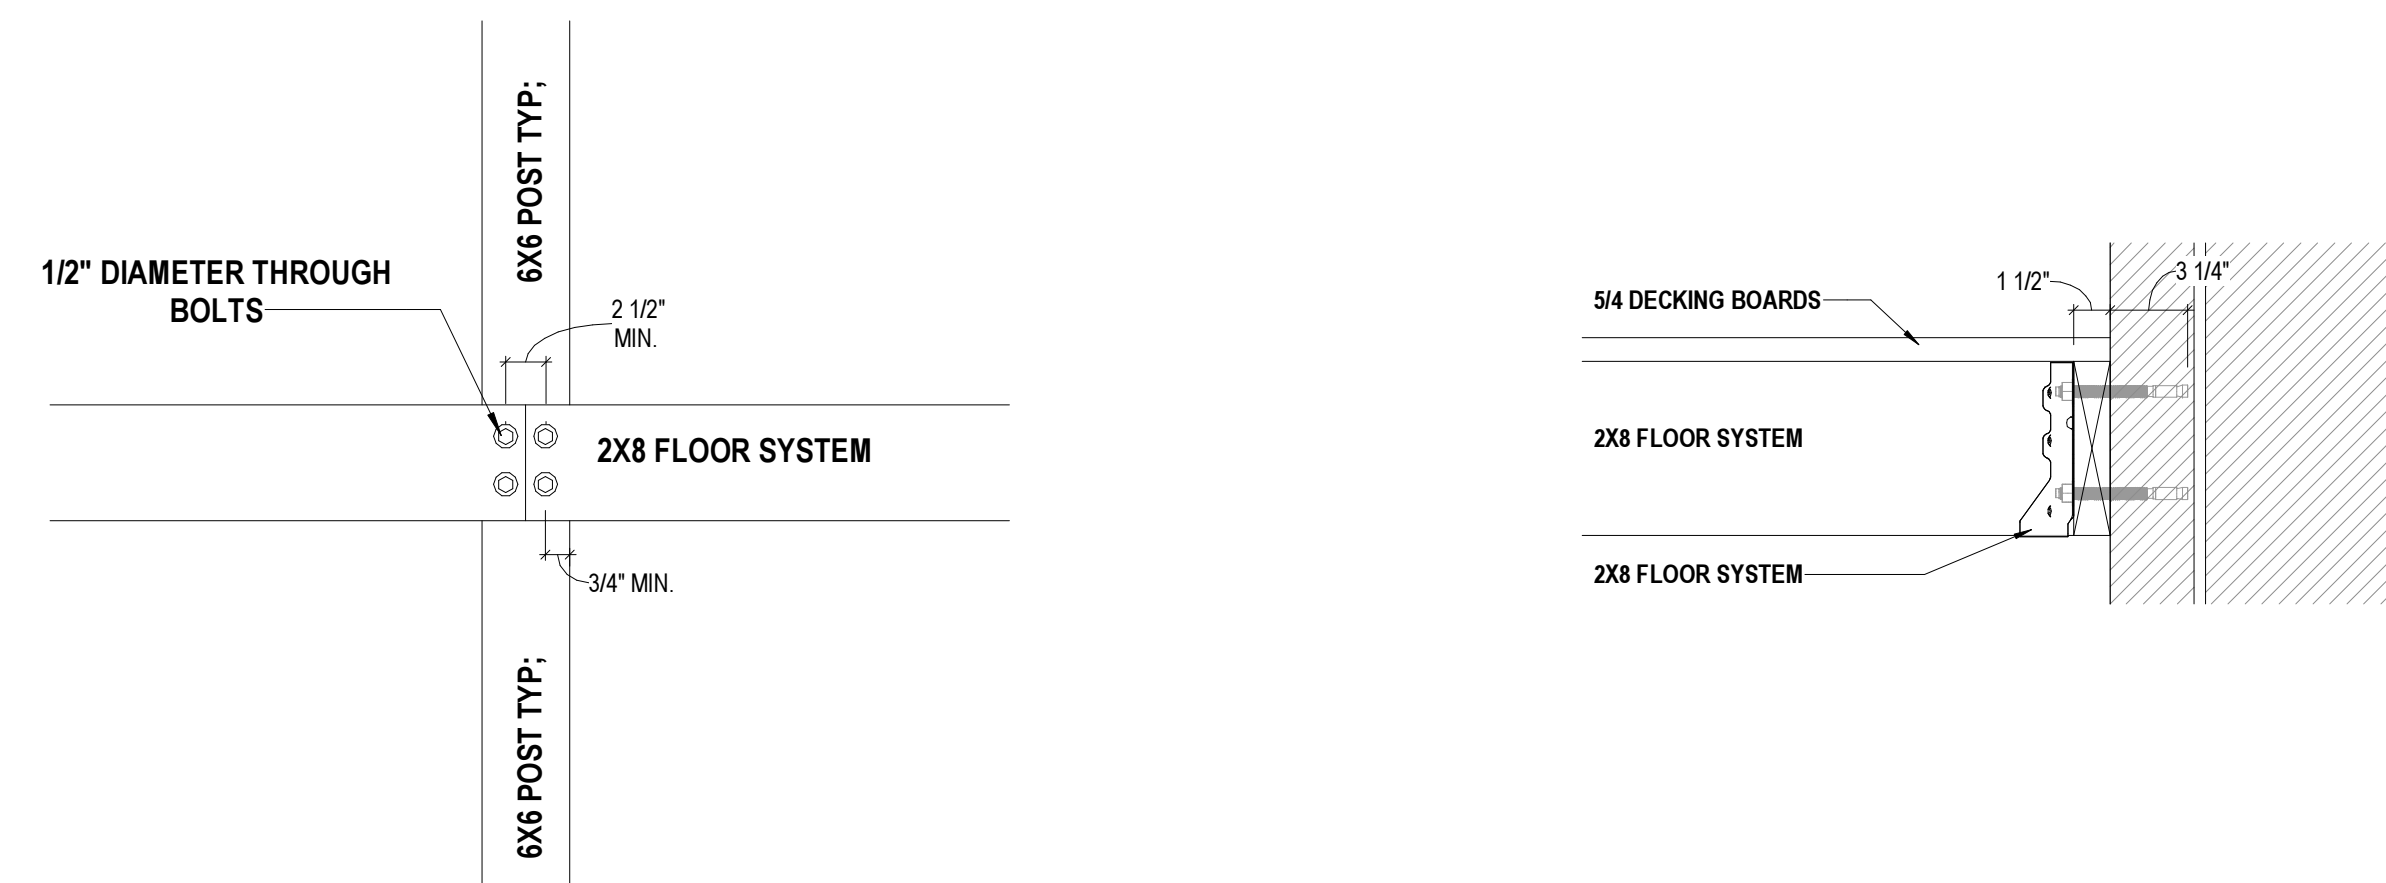 6X6 POST TYP;
1/2" DIAMETER THROUGH
BOLTS
2 1/2"
MIN.
2X8 FLOOR SYSTEM
3/4" MIN.
6X6 POST TYP;
1 1/2"
3 1/4"
5/4 DECKING BOARDS
2X8 FLOOR SYSTEM
2X8 FLOOR SYSTEM